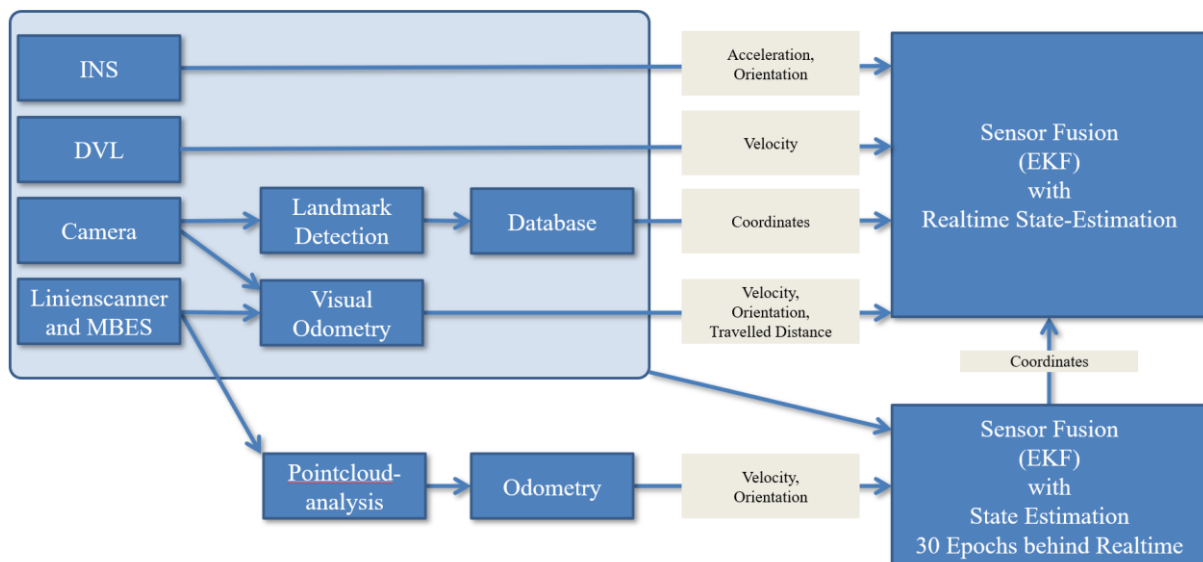 INS
Acceleration,
Orientation
DVL
Velocity
Camera
Landmark
Detection
Database
Coordinates
Linienscanner
and MBES
Visual
Odometry
Velocity,
Orientation,
Travelled Distance
Sensor Fusion
(EKF)
with
Realtime State-Estimation
Coordinates
Pointcloud-
analysis
Odometry
Velocity,
Orientation
Sensor Fusion
(EKF)
with
State Estimation
30 Epochs behind Realtime